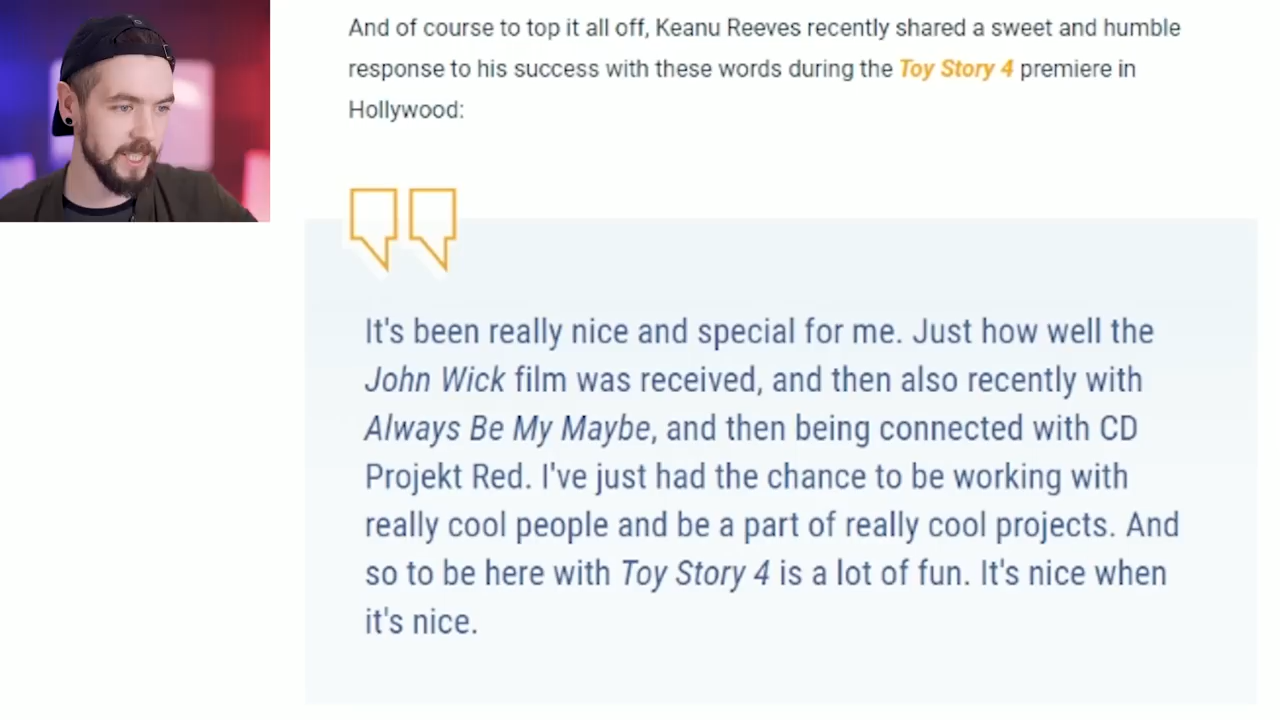 And of course to top it all off, Keanu Reeves recently shared a sweet and humble
response to his success with these words during the Toy Story 4 premiere in
Hollywood:
It's been really nice and special for me. Just how well the
John Wick film was received, and then also recently with
Always Be My Maybe, and then being connected with CD
Projekt Red. I've just had the chance to be working with
really cool people and be a part of really cool projects. And
so to be here with Toy Story 4 is a lot of fun. It's nice when
it's nice.